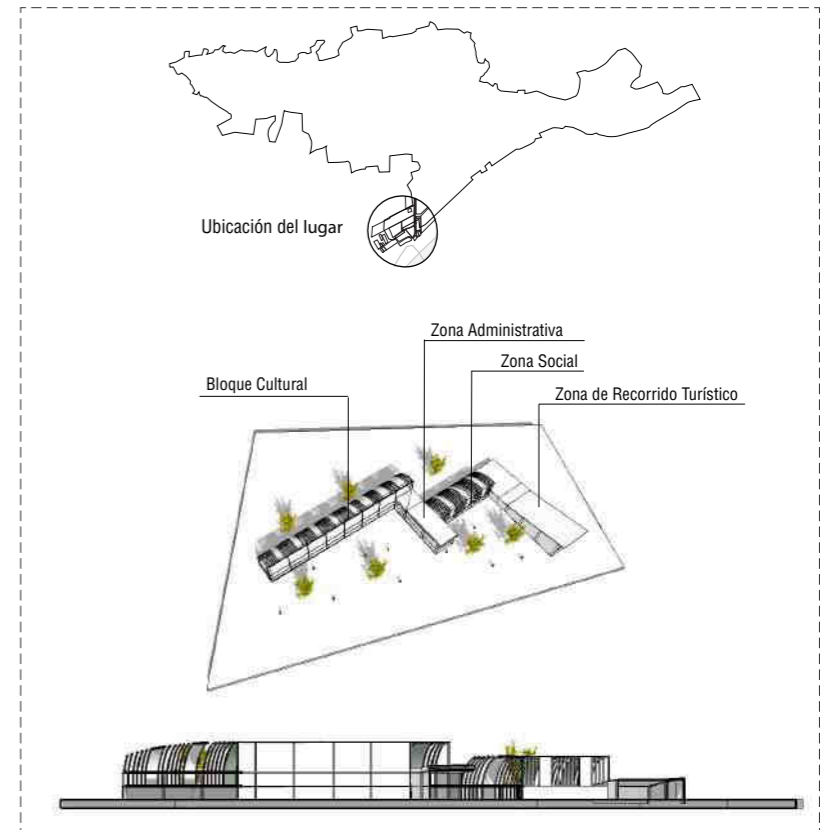 Ubicación del lugar
Zona Administrativa
Zona Social
Bloque Cultural
Zona de Recorrido Turístico